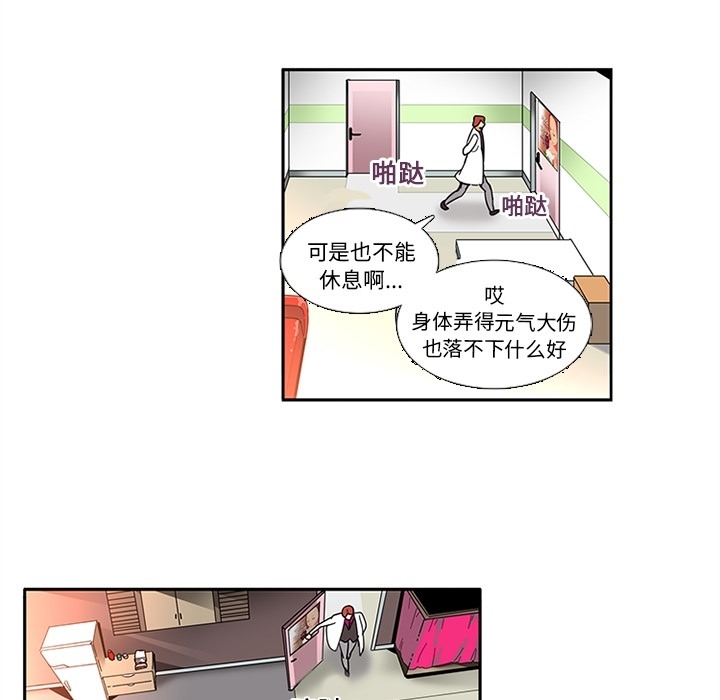 啪跶
啪跶
可是也不能
休息啊...
哎
身体弄得元气大伤
也落不下什么好